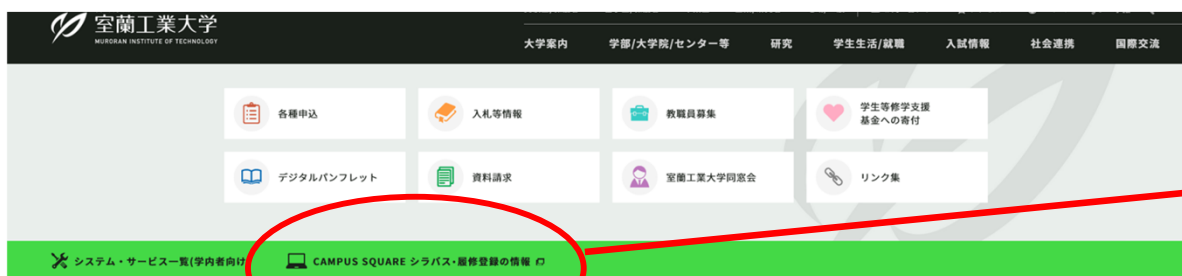 室蘭工業大学
MURORAN INSTITUTE OF TECHNOLOGY
大学案内 学部/大学院/センター等 研究 学生生活/就職 入試情報 社会連携 国際交流
各種申込
入札等情報
教職員募集
学生等修学支援
基金への寄付
デジタルパンフレット
資料請求
室蘭工業大学同窓会
リンク集
システム・サービス一覧(学内者向け
CAMPUS SQUARE シラバス・履修登録の情報